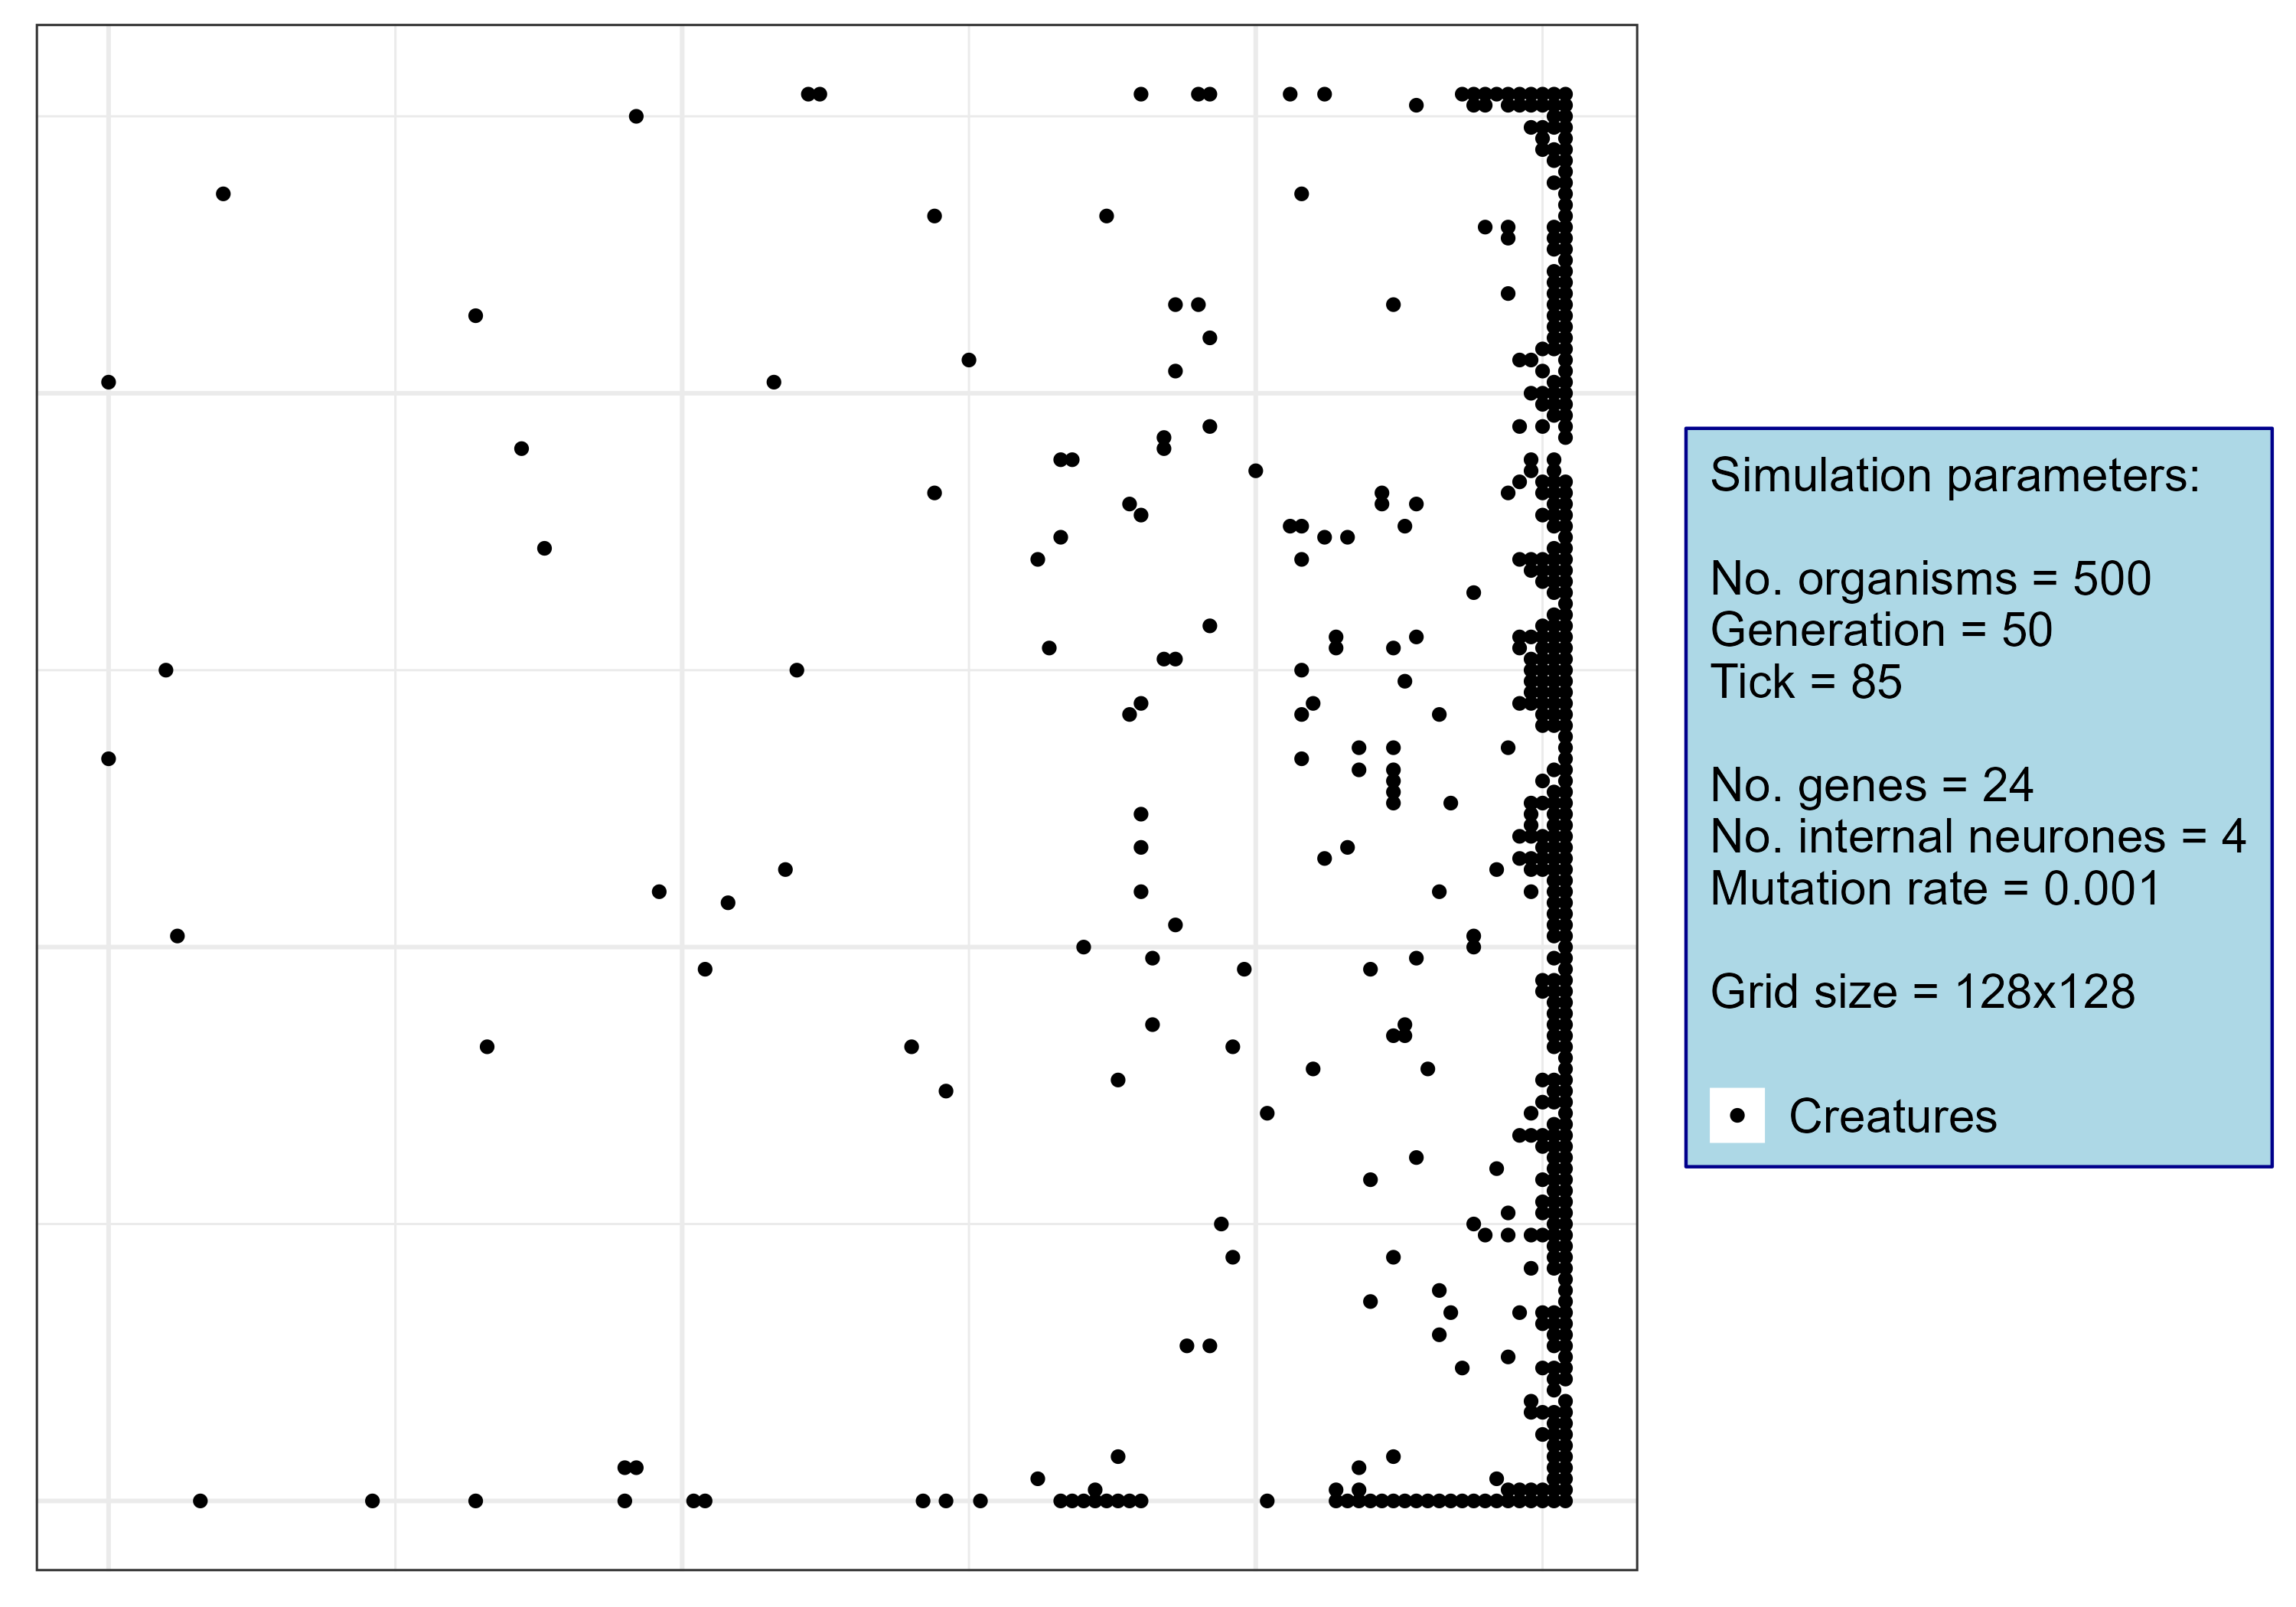 Simulation parameters:
No. organisms = 500
Generation = 50
Tick = 85
No. genes = 24
No. internal neurones = 4
Mutation rate = 0.001
Grid size = 128x128
Creatures